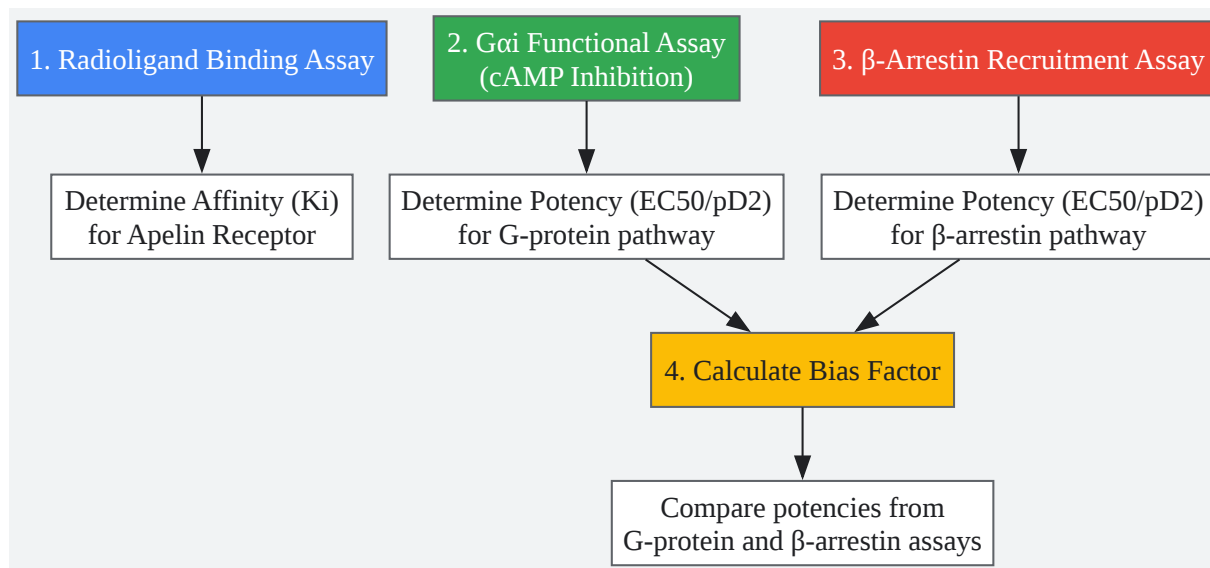 1. Radioligand Binding Assay
2. Gαi Functional Assay
(cAMP Inhibition)
3. β-Arrestin Recruitment Assay
Determine Affinity (Ki)
for Apelin Receptor
Determine Potency (EC50/pD2)
for G-protein pathway
Determine Potency (EC50/pD2)
for β-arrestin pathway
4. Calculate Bias Factor
Compare potencies from
G-protein and β-arrestin assays